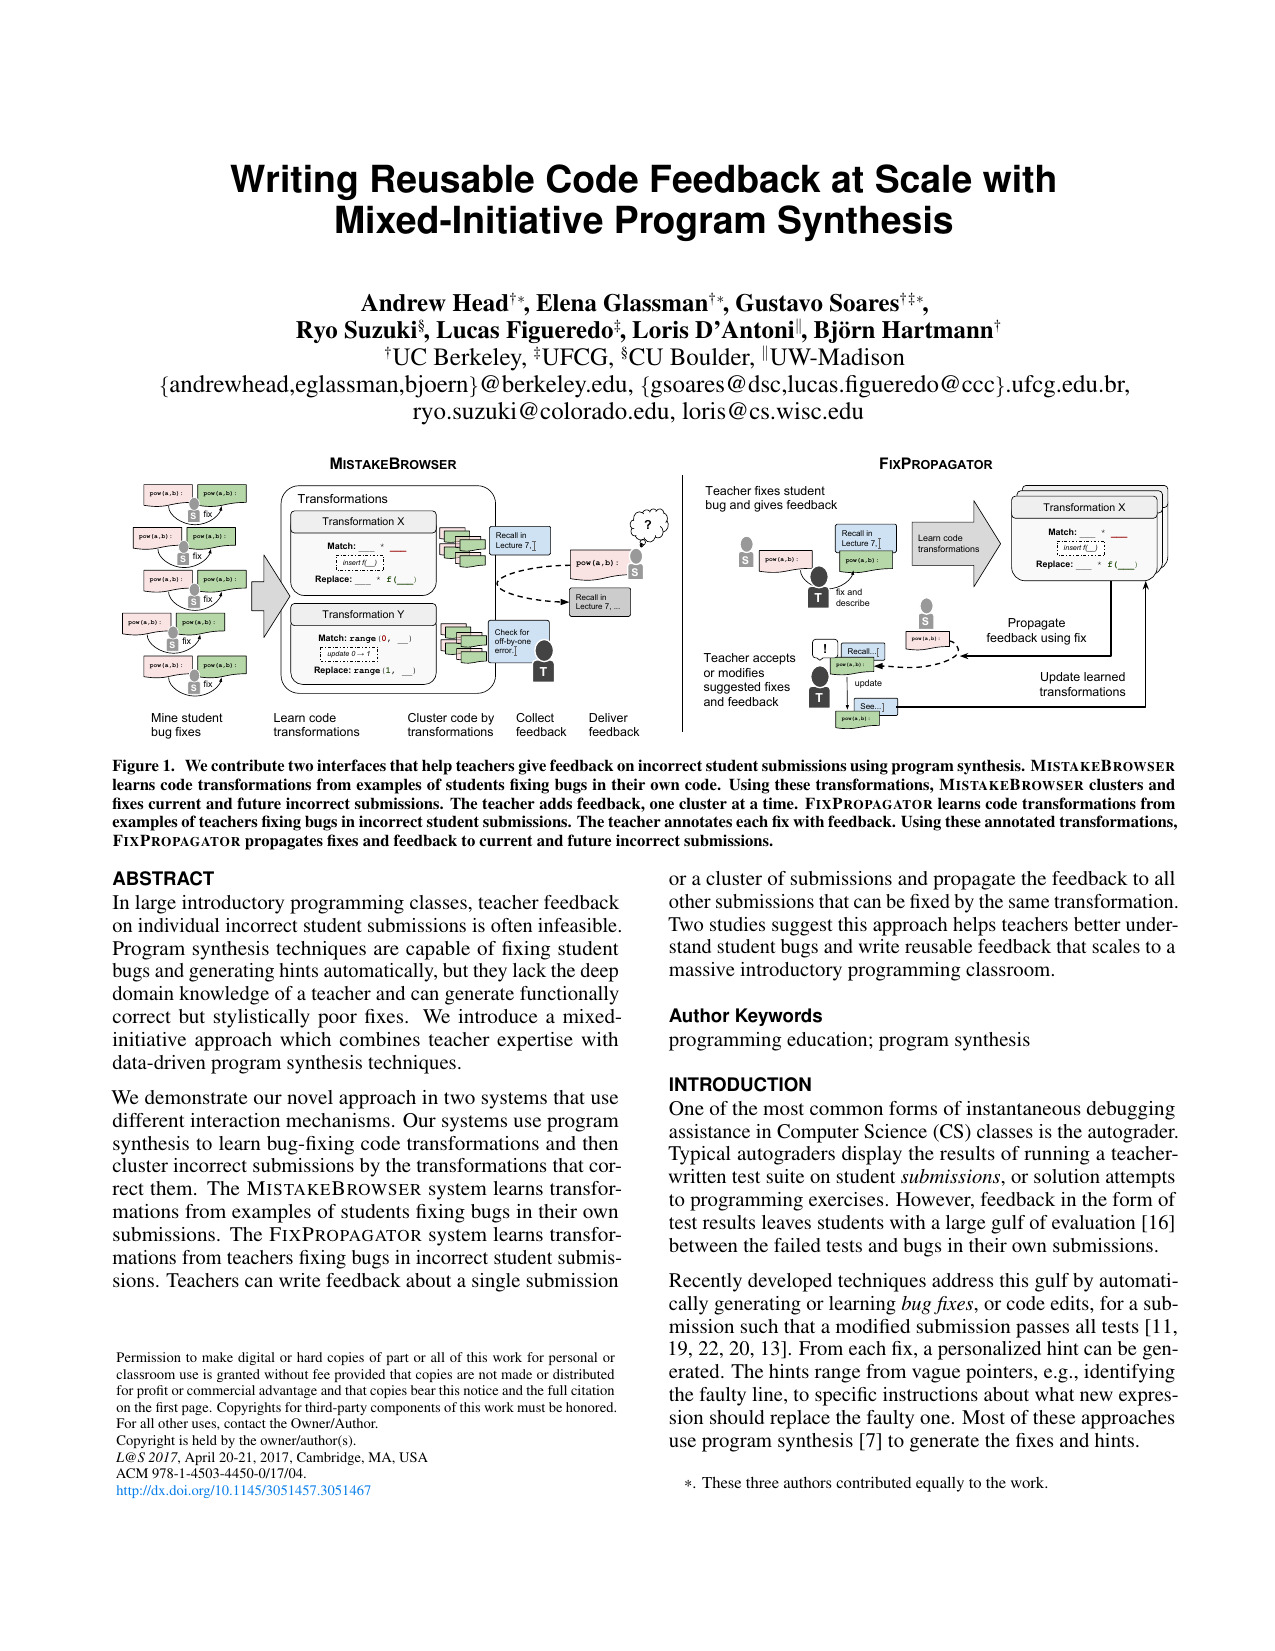 Writing Reusable Code Feedback at Scale with
Mixed-Initiative Program Synthesis
Andrew Head†*, Elena Glassman†*, Gustavo Soares†‡*,
Ryo Suzuki§, Lucas Figueredo‡, Loris D'Antoni∥, Björn Hartmann†
†UC Berkeley, ‡UFCG, §CU Boulder, ∥UW-Madison
{andrewhead,eglassman,bjoern}@berkeley.edu, {gsoares@dsc,lucas.figueredo@ccc}.ufcg.edu.br,
ryo.suzuki@colorado.edu, loris@cs.wisc.edu
MISTAKEBROWSER
pow(a,b): pow(a,b):
S fix
pow(a,b): pow(a,b):
S fix
pow(a,b): pow(a,b):
S fix
pow(a,b): pow(a,b):
S fix
pow(a,b): pow(a,b):
S fix
Transformations
Transformation X
Match: ___ * ___
insert f(__)
Replace: ___ * f(___)
Transformation Y
Match: range(0, __)
update 0 → 1
Replace: range(1, __)
Recall in
Lecture 7,
Check for
off-by-one
error.
T
?
pow(a,b):
S
Recall in
Lecture 7, ...
Mine student
bug fixes
Learn code
transformations
Cluster code by
transformations
Collect
feedback
Deliver
feedback
FIXPROPAGATOR
Teacher fixes student
bug and gives feedback
S
pow(a,b):
Recall in
Lecture 7,
pow(a,b):
T
fix and
describe
Learn code
transformations
Transformation X
Match: ___ * ___
insert f(__)
Replace: ___ * f(___)
Propagate
feedback using fix
S
pow(a,b):
Teacher accepts
or modifies
suggested fixes
and feedback
!
T
Recall...[
pow(a,b):
update
See...]
pow(a,b):
Update learned
transformations
Figure 1. We contribute two interfaces that help teachers give feedback on incorrect student submissions using program synthesis. MISTAKEBROWSER
learns code transformations from examples of students fixing bugs in their own code. Using these transformations, MISTAKEBROWSER clusters and
fixes current and future incorrect submissions. The teacher adds feedback, one cluster at a time. FIXPROPAGATOR learns code transformations from
examples of teachers fixing bugs in incorrect student submissions. The teacher annotates each fix with feedback. Using these annotated transformations,
FIXPROPAGATOR propagates fixes and feedback to current and future incorrect submissions.
ABSTRACT
In large introductory programming classes, teacher feedback
on individual incorrect student submissions is often infeasible.
Program synthesis techniques are capable of fixing student
bugs and generating hints automatically, but they lack the deep
domain knowledge of a teacher and can generate functionally
correct but stylistically poor fixes. We introduce a mixed-
initiative approach which combines teacher expertise with
data-driven program synthesis techniques.
We demonstrate our novel approach in two systems that use
different interaction mechanisms. Our systems use program
synthesis to learn bug-fixing code transformations and then
cluster incorrect submissions by the transformations that cor-
rect them. The MISTAKEBROWSER system learns transfor-
mations from examples of students fixing bugs in their own
submissions. The FIXPROPAGATOR system learns transfor-
mations from teachers fixing bugs in incorrect student submis-
sions. Teachers can write feedback about a single submission
Permission to make digital or hard copies of part or all of this work for personal or
classroom use is granted without fee provided that copies are not made or distributed
for profit or commercial advantage and that copies bear this notice and the full citation
on the first page. Copyrights for third-party components of this work must be honored.
For all other uses, contact the Owner/Author.
Copyright is held by the owner/author(s).
L@S 2017, April 20-21, 2017, Cambridge, MA, USA
ACM 978-1-4503-4450-0/17/04.
http://dx.doi.org/10.1145/3051457.3051467
or a cluster of submissions and propagate the feedback to all
other submissions that can be fixed by the same transformation.
Two studies suggest this approach helps teachers better under-
stand student bugs and write reusable feedback that scales to a
massive introductory programming classroom.
Author Keywords
programming education; program synthesis
INTRODUCTION
One of the most common forms of instantaneous debugging
assistance in Computer Science (CS) classes is the autograder.
Typical autograders display the results of running a teacher-
written test suite on student submissions, or solution attempts
to programming exercises. However, feedback in the form of
test results leaves students with a large gulf of evaluation [16]
between the failed tests and bugs in their own submissions.
Recently developed techniques address this gulf by automati-
cally generating or learning bug fixes, or code edits, for a sub-
mission such that a modified submission passes all tests [11,
19, 22, 20, 13]. From each fix, a personalized hint can be gen-
erated. The hints range from vague pointers, e.g., identifying
the faulty line, to specific instructions about what new expres-
sion should replace the faulty one. Most of these approaches
use program synthesis [7] to generate the fixes and hints.
*. These three authors contributed equally to the work.